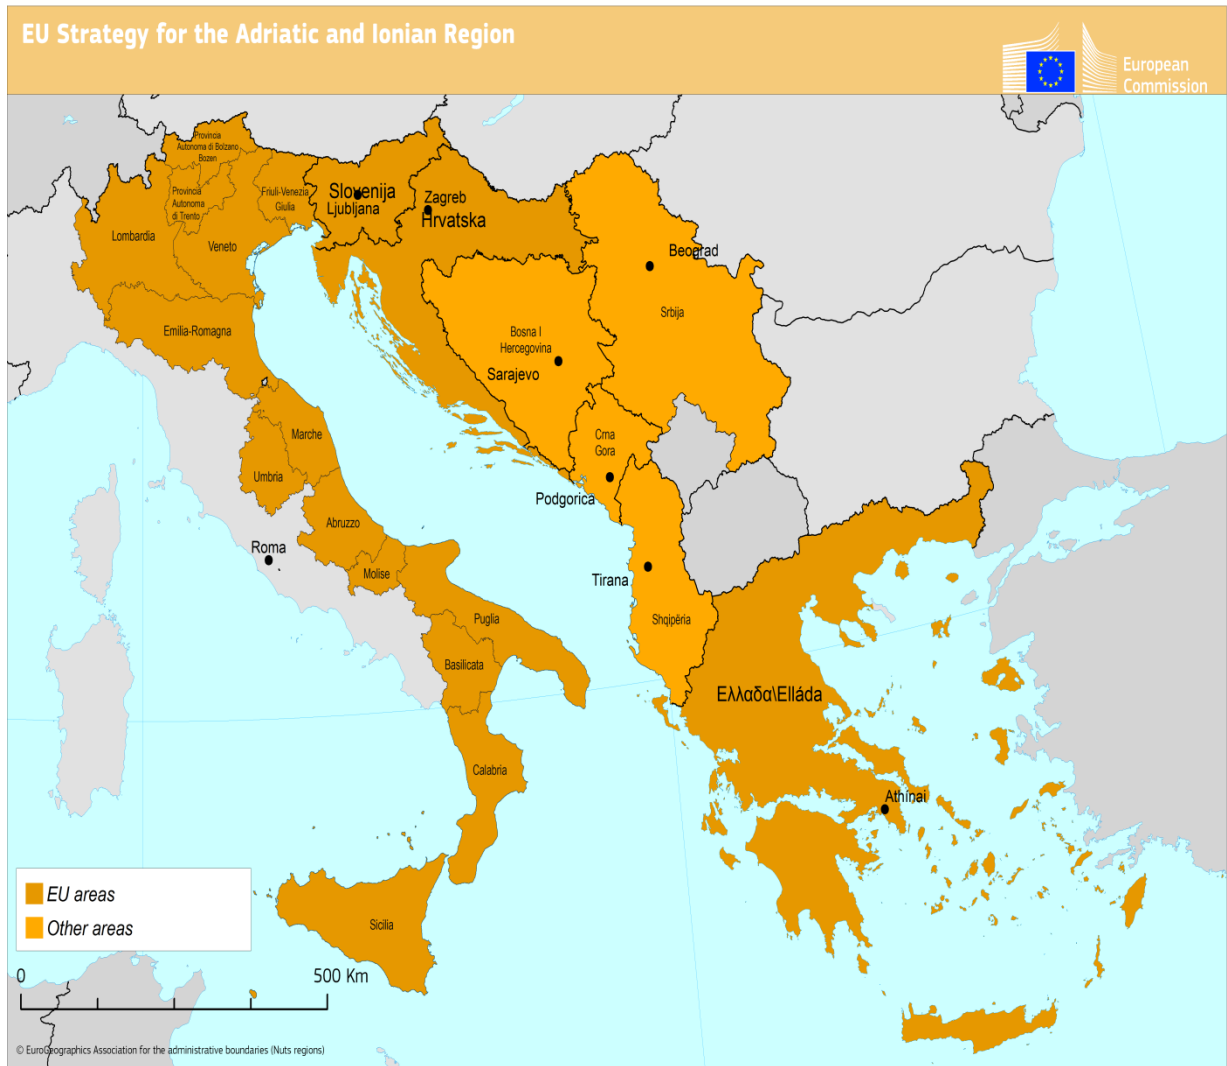 EU Strategy for the Adriatic and Ionian Region
European
Commission
Provincia
Autonoma di Bolzano
Bozen
Provincia
Autonoma
di Trento
Friuli-Venezia
Giulia
Slovenija
Ljubljana
Zagreb
Hrvatska
Lombardia
Veneto
Beograd
Srbija
Emilia-Romagna
Bosna I
Hercegovina
Sarajevo
Marche
Crna
Gora
Umbria
Podgorica
Abruzzo
Roma
Molise
Tirana
Puglia
Shqipëria
Basilicata
Ελλαδα\Elláda
Calabria
Athínai
EU areas
Other areas
Sicilia
0 500 Km
© EuroGeographics Association for the administrative boundaries (Nuts regions)